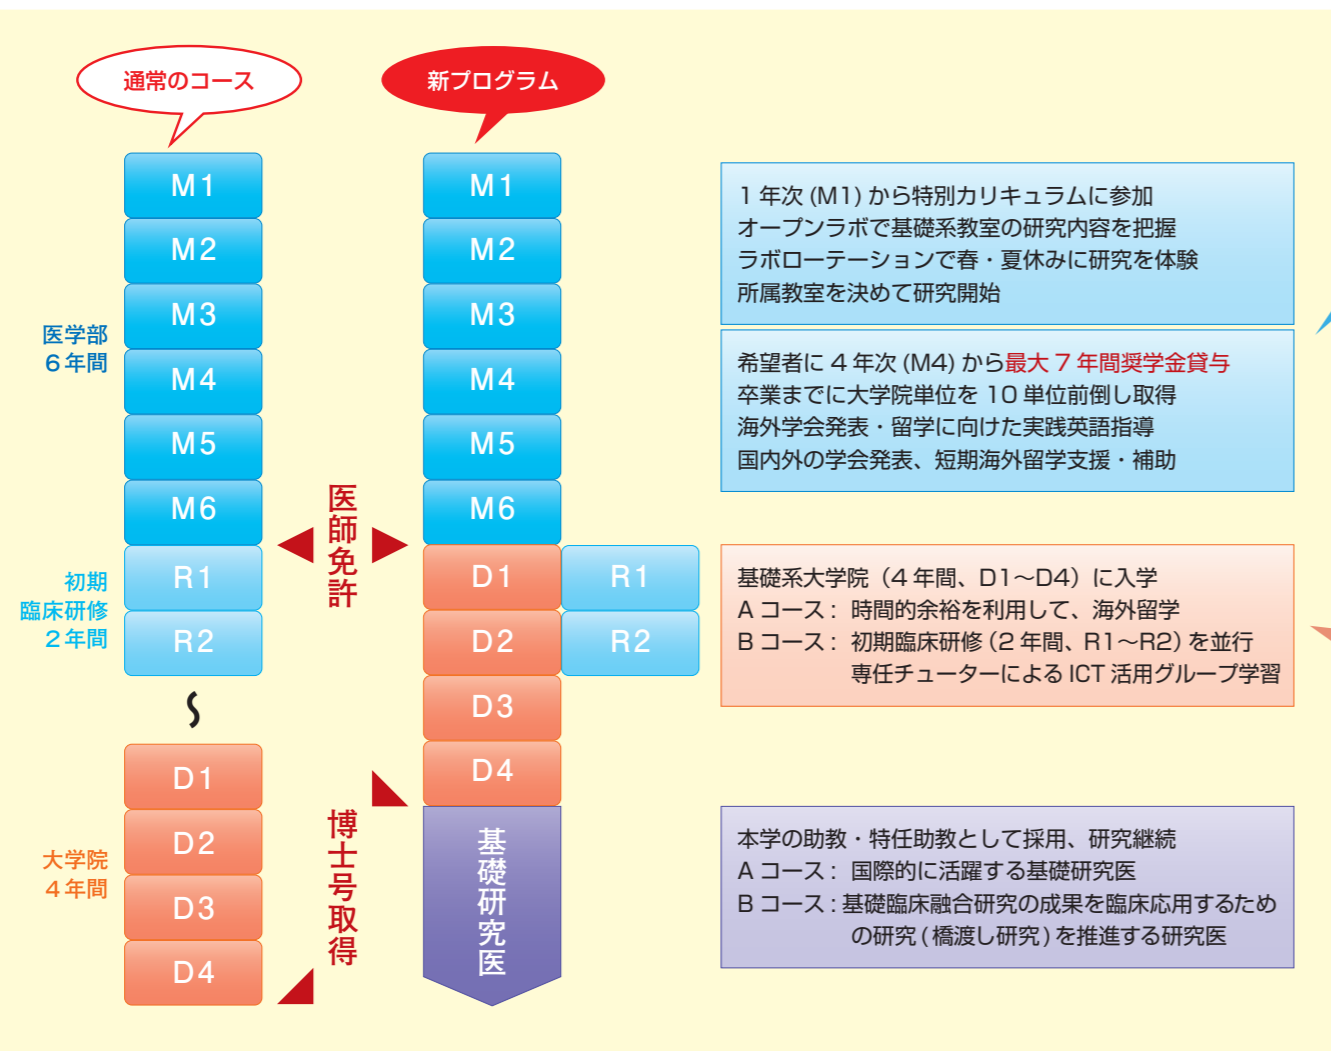 通常のコース
新プログラム
医学部
6年間
M1
M2
M3
M4
M5
M6
初期
臨床研修
2年間
R1
R2
〜
大学院
4年間
D1
D2
D3
D4
医師免許
博士号取得
M1
M2
M3
M4
M5
M6
D1
R1
D2
R2
D3
D4
基礎研究医
1年次(M1)から特別カリキュラムに参加
オープンラボで基礎系教室の研究内容を把握
ラボローテーションで春・夏休みに研究を体験
所属教室を決めて研究開始
希望者に4年次(M4)から最大7年間奨学金貸与
卒業までに大学院単位を10単位前倒し取得
海外学会発表・留学に向けた実践英語指導
国内外の学会発表、短期海外留学支援・補助
基礎系大学院(4年間、D1〜D4)に入学
Aコース: 時間的余裕を利用して、海外留学
Bコース: 初期臨床研修(2年間、R1〜R2)を並行
専任チューターによるICT活用グループ学習
本学の助教・特任助教として採用、研究継続
Aコース: 国際的に活躍する基礎研究医
Bコース: 基礎臨床融合研究の成果を臨床応用するため
の研究(橋渡し研究)を推進する研究医